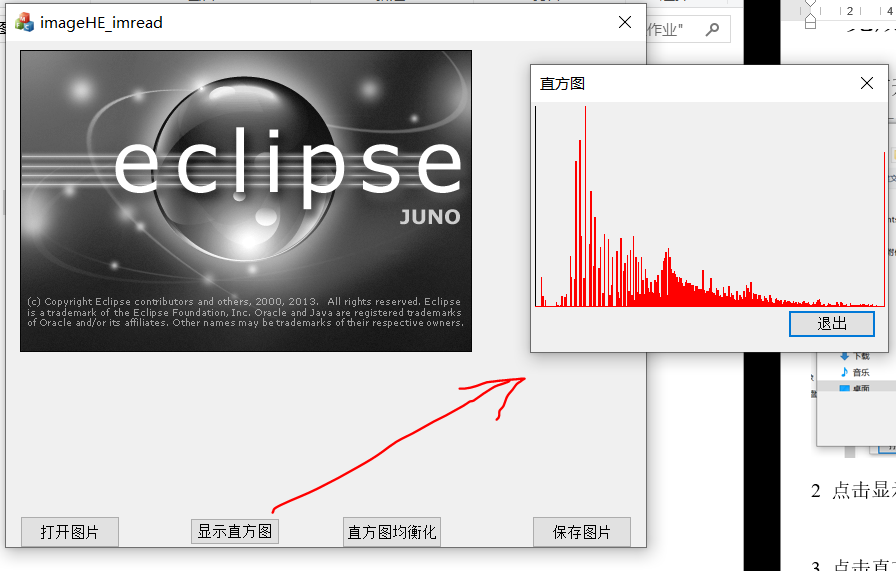 imageHE_imread
作业"
2
4
eclipse
JUNO
(c) Copyright Eclipse contributors and others, 2000, 2013. All rights reserved. Eclipse
is a trademark of the Eclipse Foundation, Inc. Oracle and Java are registered trademarks
of Oracle and/or its affiliates. Other names may be trademarks of their respective owners.
直方图
退出
下载
音乐
桌面
打开图片
显示直方图
直方图均衡化
保存图片
2 点击显
3 点击直